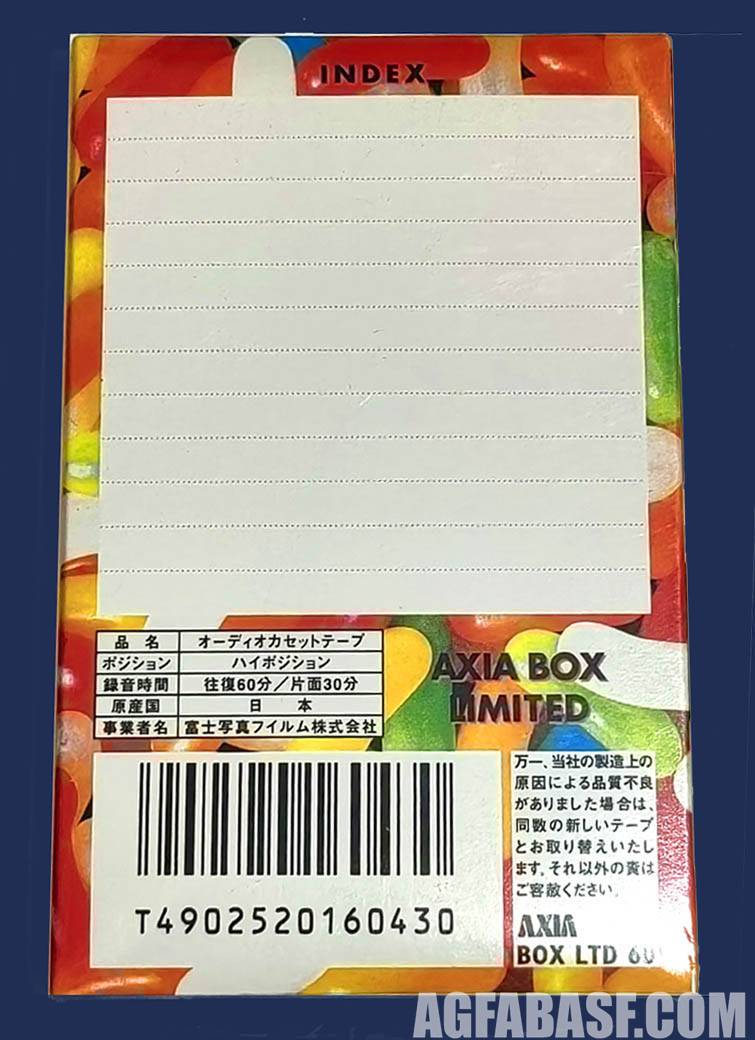 INDEX
品名 オーディオカセットテープ
ポジション ハイポジション
録音時間 往復60分／片面30分
原産国 日本
事業者名 富士写真フイルム株式会社
AXIA BOX
LIMITED
T4902520160430
万一、当社の製造上の
原因による品質不良
がありました場合は、
同数の新しいテープ
とお取り替えいたし
ます。それ以外の責は
ご容赦ください。
AXIA
BOX LTD 60
AGFABASF.COM